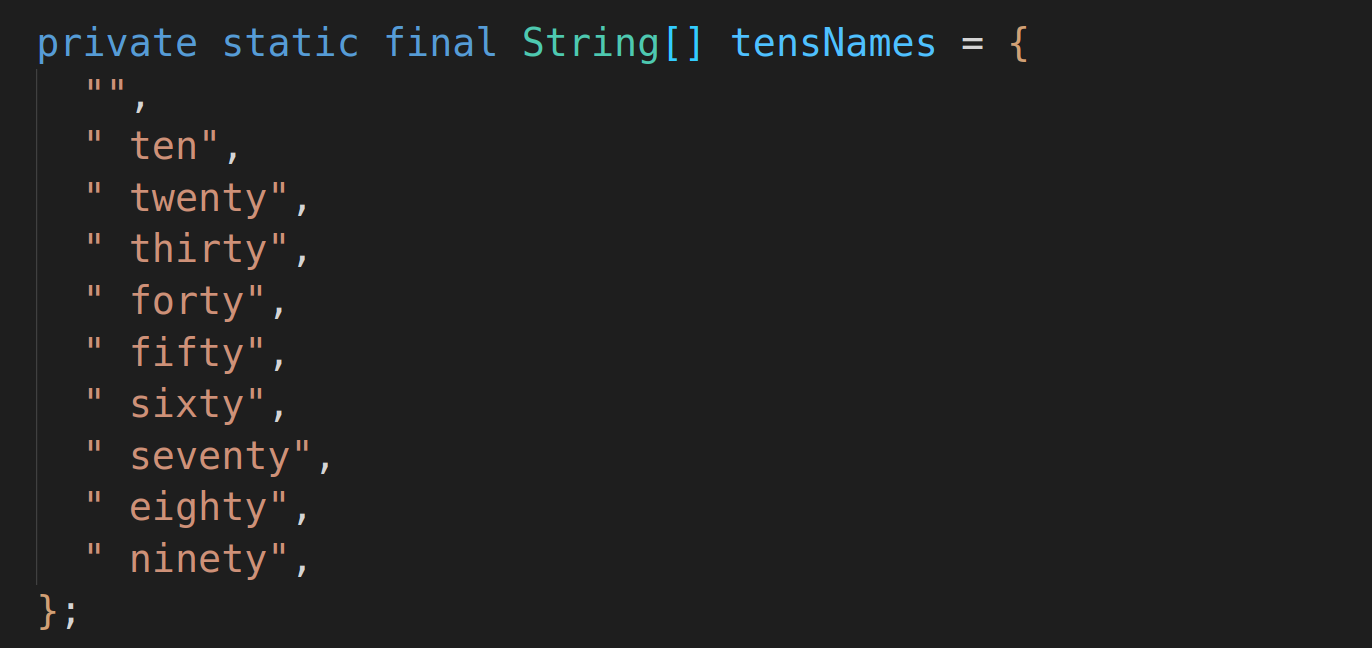 private static final String[] tensNames = {
  "",
  " ten",
  " twenty",
  " thirty",
  " forty",
  " fifty",
  " sixty",
  " seventy",
  " eighty",
  " ninety",
};